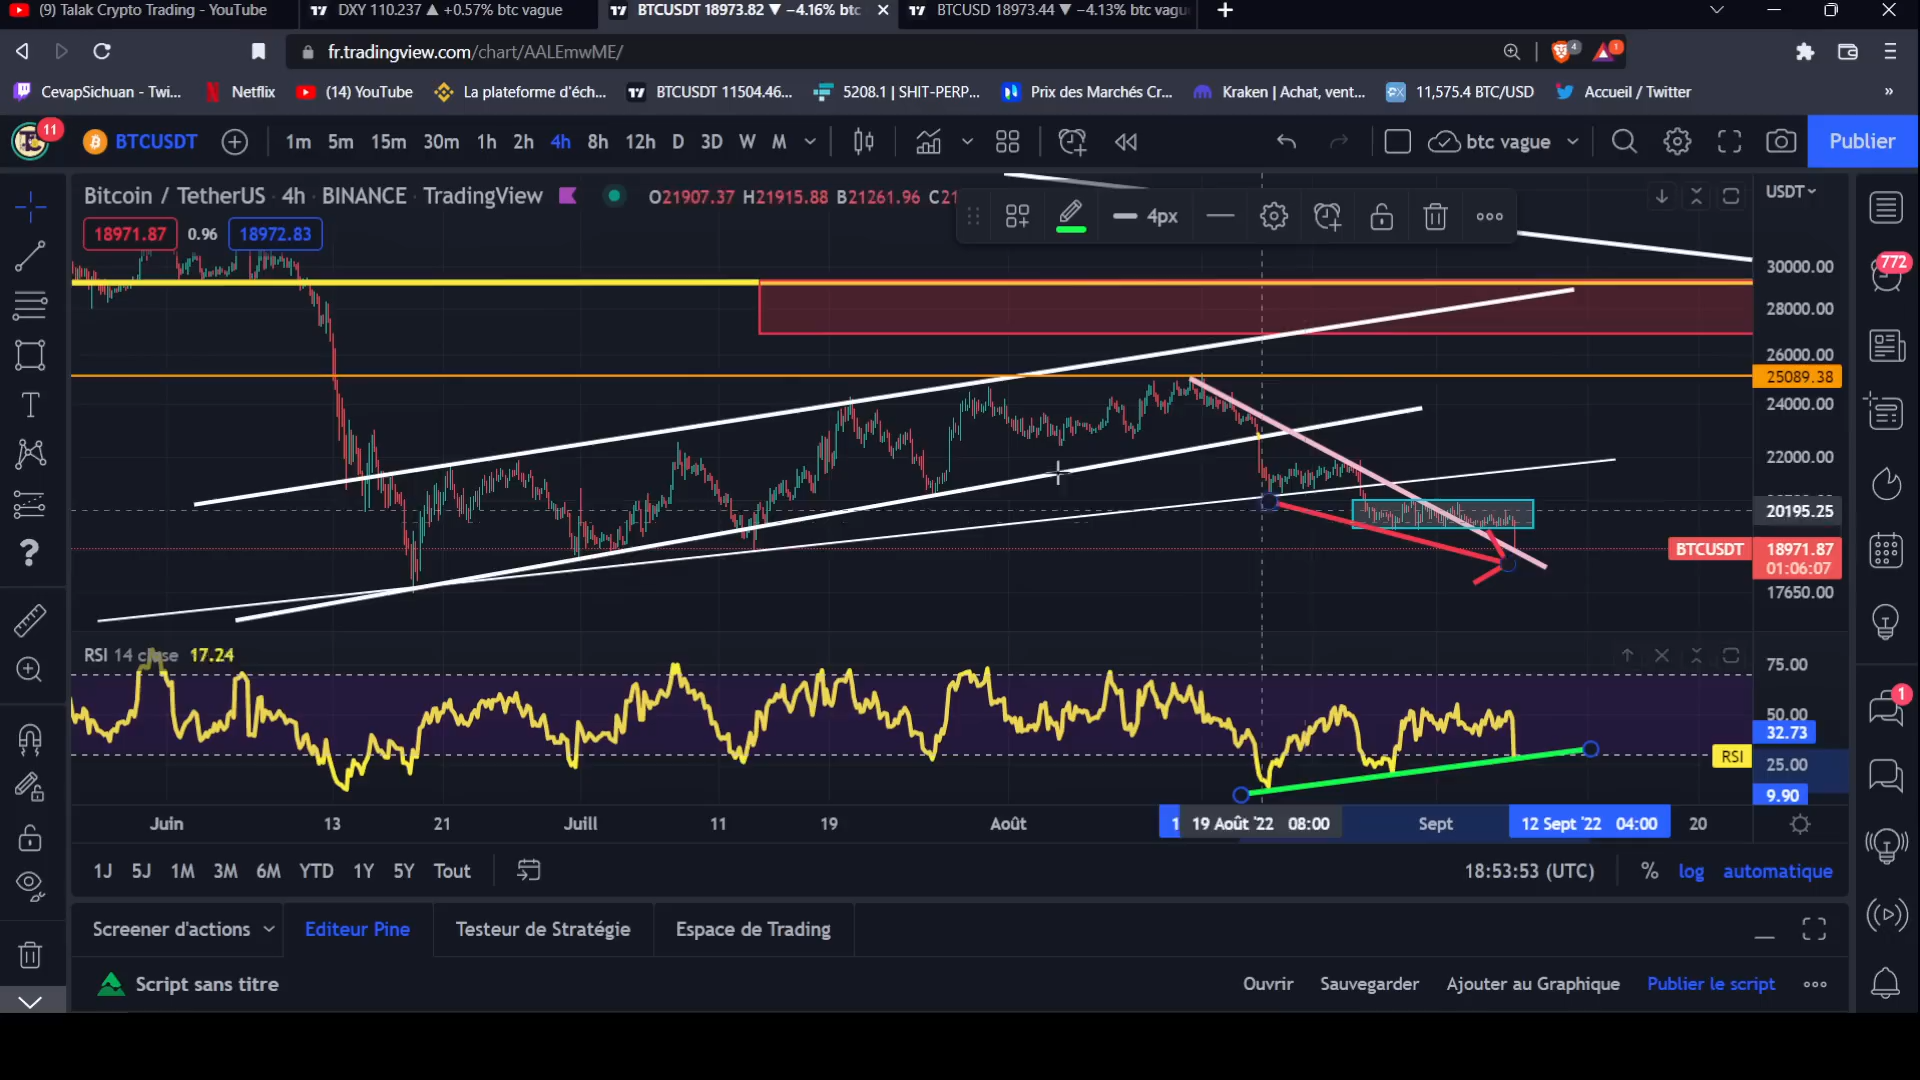 (9) Talak Crypto Trading - YouTube
DXY 110.237 ▲ +0.57% btc vague
BTCUSDT 18973.82 ▼ −4.16% btc
BTCUSD 18973.44 ▼ −4.13% btc vagu
fr.tradingview.com/chart/AALEmwME/
4
1
CevapSichuan - Twi...
Netflix
(14) YouTube
La plateforme d'éch...
BTCUSDT 11504.46...
5208.1 | SHIT-PERP...
Prix des Marchés Cr...
Kraken | Achat, vent...
11,575.4 BTC/USD
Accueil / Twitter
»
11
BTCUSDT
1m 5m 15m 30m 1h 2h 4h 8h 12h D 3D W M
btc vague
Publier
Bitcoin / TetherUS · 4h · BINANCE · TradingView
O21907.37 H21915.88 B21261.96 C21
4px
USDT
18971.87 0.96 18972.83
30000.00
772
28000.00
26000.00
25089.38
24000.00
22000.00
20195.25
BTCUSDT 18971.87
01:06:07
17650.00
RSI 14 close 17.24
75.00
50.00
32.73
RSI
25.00
9.90
1
Juin 13 21 Juill 11 19 Août 1 19 Août '22 08:00 Sept 12 Sept '22 04:00 20
1J 5J 1M 3M 6M YTD 1Y 5Y Tout
18:53:53 (UTC) % log automatique
Screener d'actions
Editeur Pine
Testeur de Stratégie
Espace de Trading
Script sans titre
Ouvrir Sauvegarder Ajouter au Graphique Publier le script